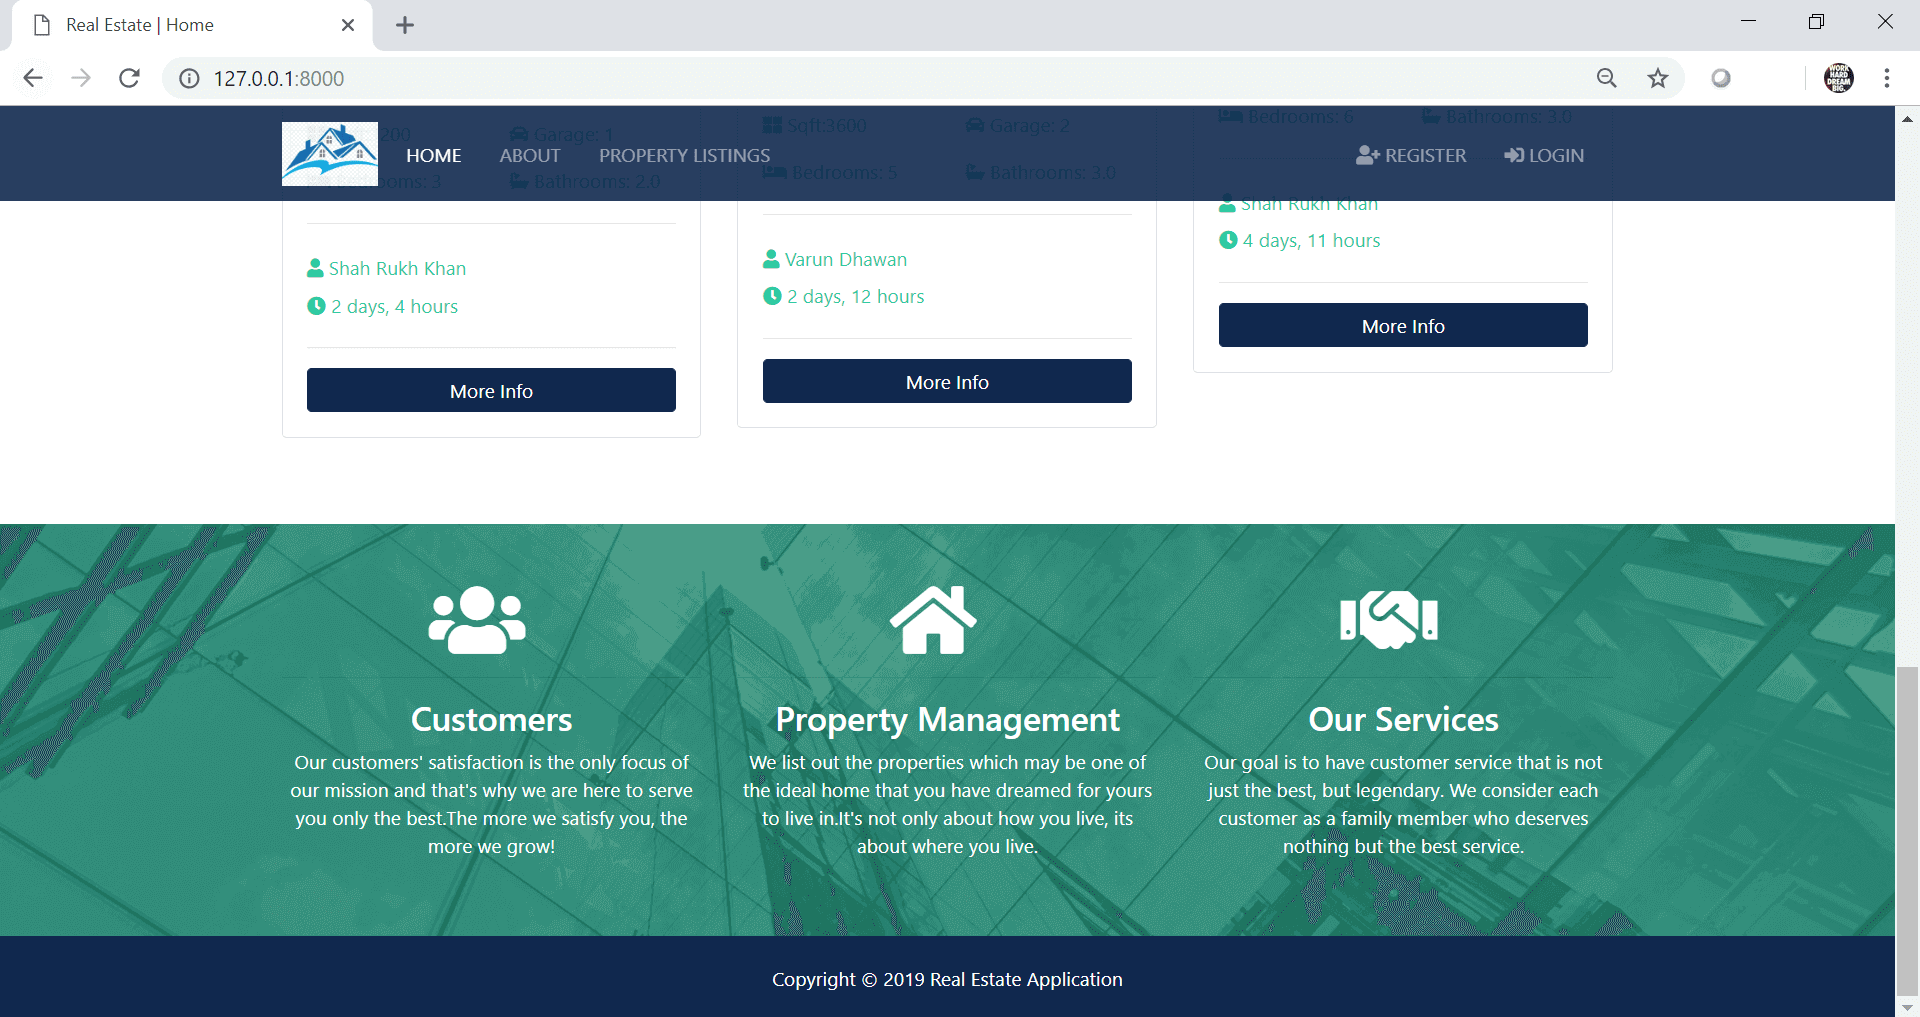 Real Estate | Home
127.0.0.1:8000
WORK
HARD
DREAM
BIG.
HOME
ABOUT
PROPERTY LISTINGS
REGISTER
LOGIN
200
Garage: 1
Bedrooms: 3
Bathrooms: 2.0
Shah Rukh Khan
2 days, 4 hours
More Info
Sqft:3600
Garage: 2
Bedrooms: 5
Bathrooms: 3.0
Varun Dhawan
2 days, 12 hours
More Info
Bedrooms: 6
Bathrooms: 3.0
Shah Rukh Khan
4 days, 11 hours
More Info
Customers
Our customers' satisfaction is the only focus of
our mission and that's why we are here to serve
you only the best.The more we satisfy you, the
more we grow!
Property Management
We list out the properties which may be one of
the ideal home that you have dreamed for yours
to live in.It's not only about how you live, its
about where you live.
Our Services
Our goal is to have customer service that is not
just the best, but legendary. We consider each
customer as a family member who deserves
nothing but the best service.
Copyright © 2019 Real Estate Application